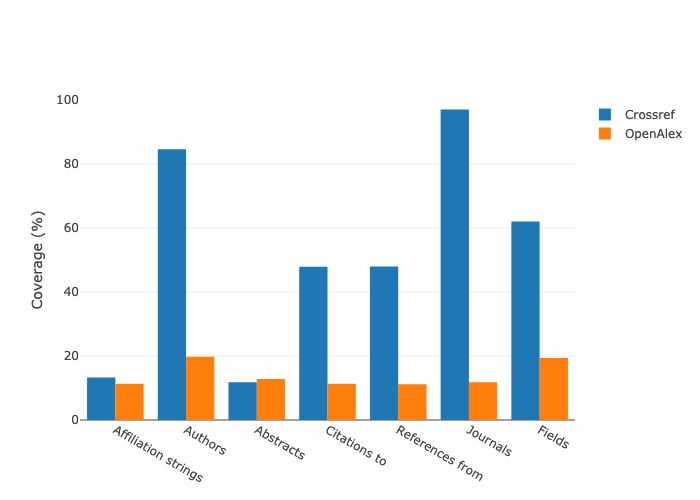 Coverage (%)
100
80
60
40
20
0
Affiliation strings
Authors
Abstracts
Citations to
References from
Journals
Fields
Crossref
OpenAlex